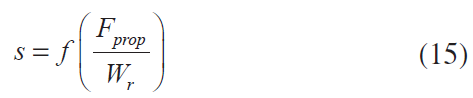 s = f(F_prop / W_r) (15)